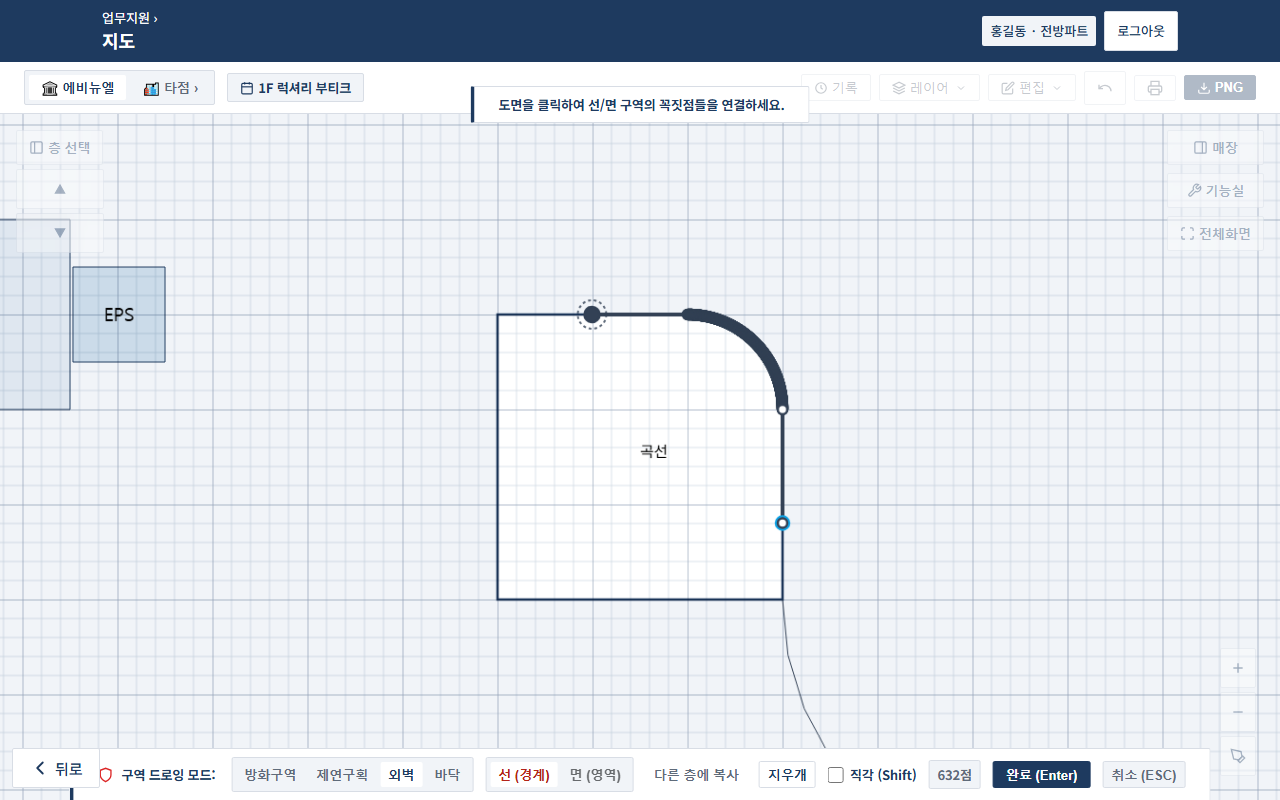 업무지원 ›
지도
홍길동 · 전방파트
로그아웃
에비뉴엘
타점 ›
1F 럭셔리 부티크
도면을 클릭하여 선/면 구역의 꼭짓점들을 연결하세요.
기록
레이어
편집
PNG
층 선택
▲
▼
매장
기능실
전체화면
EPS
곡선
+
−
뒤로
구역 드로잉 모드:
방화구역
제연구획
외벽
바닥
선 (경계)
면 (영역)
다른 층에 복사
지우개
직각 (Shift)
632점
완료 (Enter)
취소 (ESC)